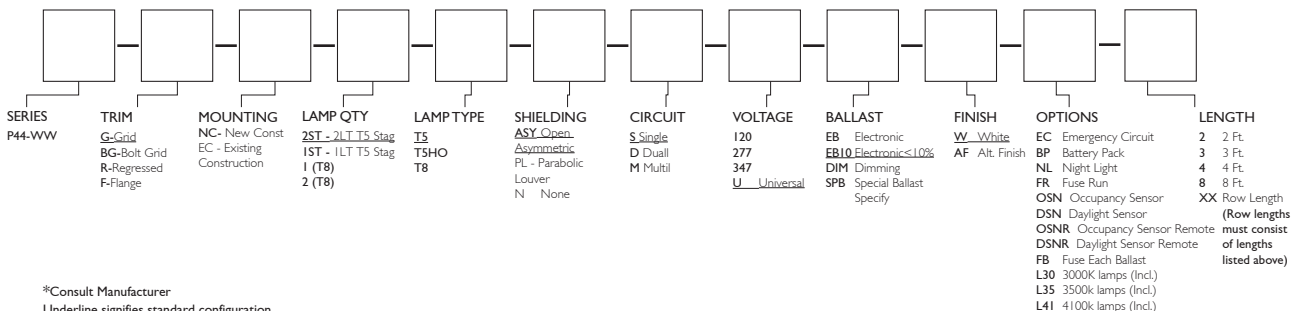 SERIES
P44-WW
TRIM
G-Grid
BG-Bolt Grid
R-Regressed
F-Flange
MOUNTING
NC- New Const
EC - Existing
Construction
LAMP QTY
2ST - 2LT T5 Stag
1ST - 1LT T5 Stag
1 (T8)
2 (T8)
LAMP TYPE
T5
T5HO
T8
SHIELDING
ASY Open
Asymmetric
PL - Parabolic
Louver
N None
CIRCUIT
S Single
D Duall
M Multil
VOLTAGE
120
277
347
U Universal
BALLAST
EB Electronic
EB10 Electronic<10%
DIM Dimming
SPB Special Ballast
Specify
FINISH
W White
AF Alt. Finish
OPTIONS
EC Emergency Circuit
BP Battery Pack
NL Night Light
FR Fuse Run
OSN Occupancy Sensor
DSN Daylight Sensor
OSNR Occupancy Sensor Remote
DSNR Daylight Sensor Remote
FB Fuse Each Ballast
L30 3000K lamps (Incl.)
L35 3500k lamps (Incl.)
L41 4100k lamps (Incl.)
LENGTH
2 2 Ft.
3 3 Ft.
4 4 Ft.
8 8 Ft.
XX Row Length
(Row lengths
must consist
of lengths
listed above)
*Consult Manufacturer
Underline signifies standard configuration